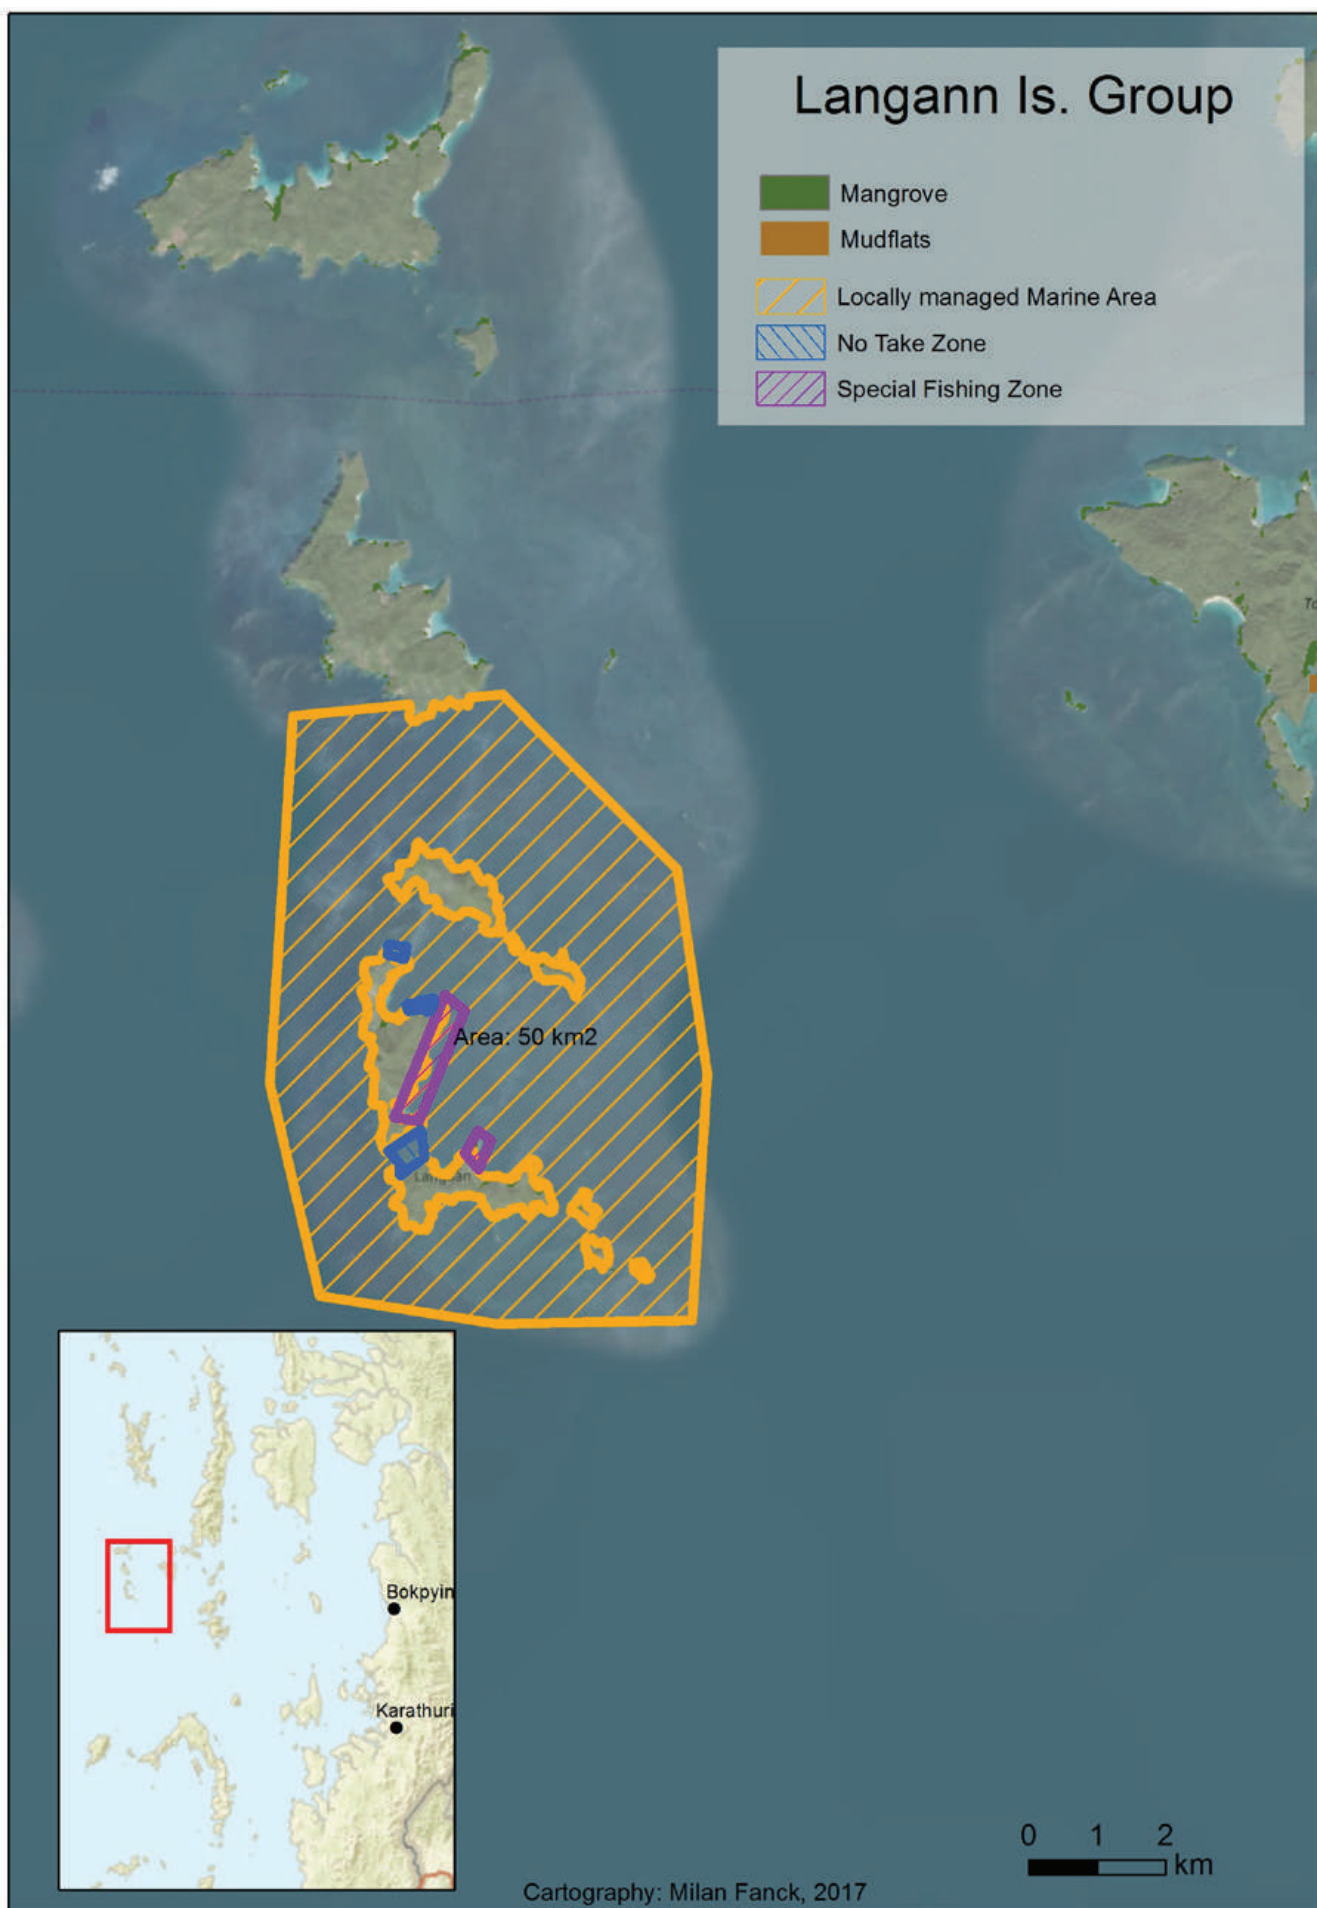 Langann Is. Group
Mangrove
Mudflats
Locally managed Marine Area
No Take Zone
Special Fishing Zone
To
Area: 50 km2
Bokpyin
Karathuri
0 1 2
km
Cartography: Milan Fanck, 2017